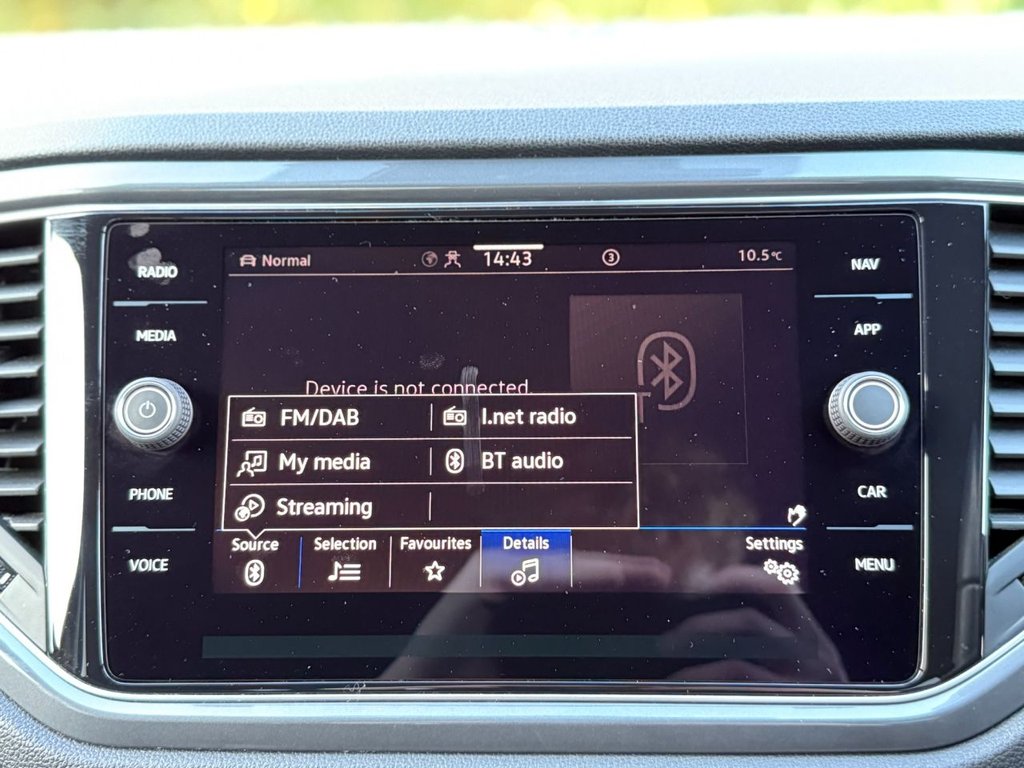 RADIO
MEDIA
PHONE
VOICE
Normal 14:43 3 10.5°C
Device is not connected.
FM/DAB I.net radio
My media BT audio
Streaming
Source Selection Favourites Details Settings
NAV
APP
CAR
MENU